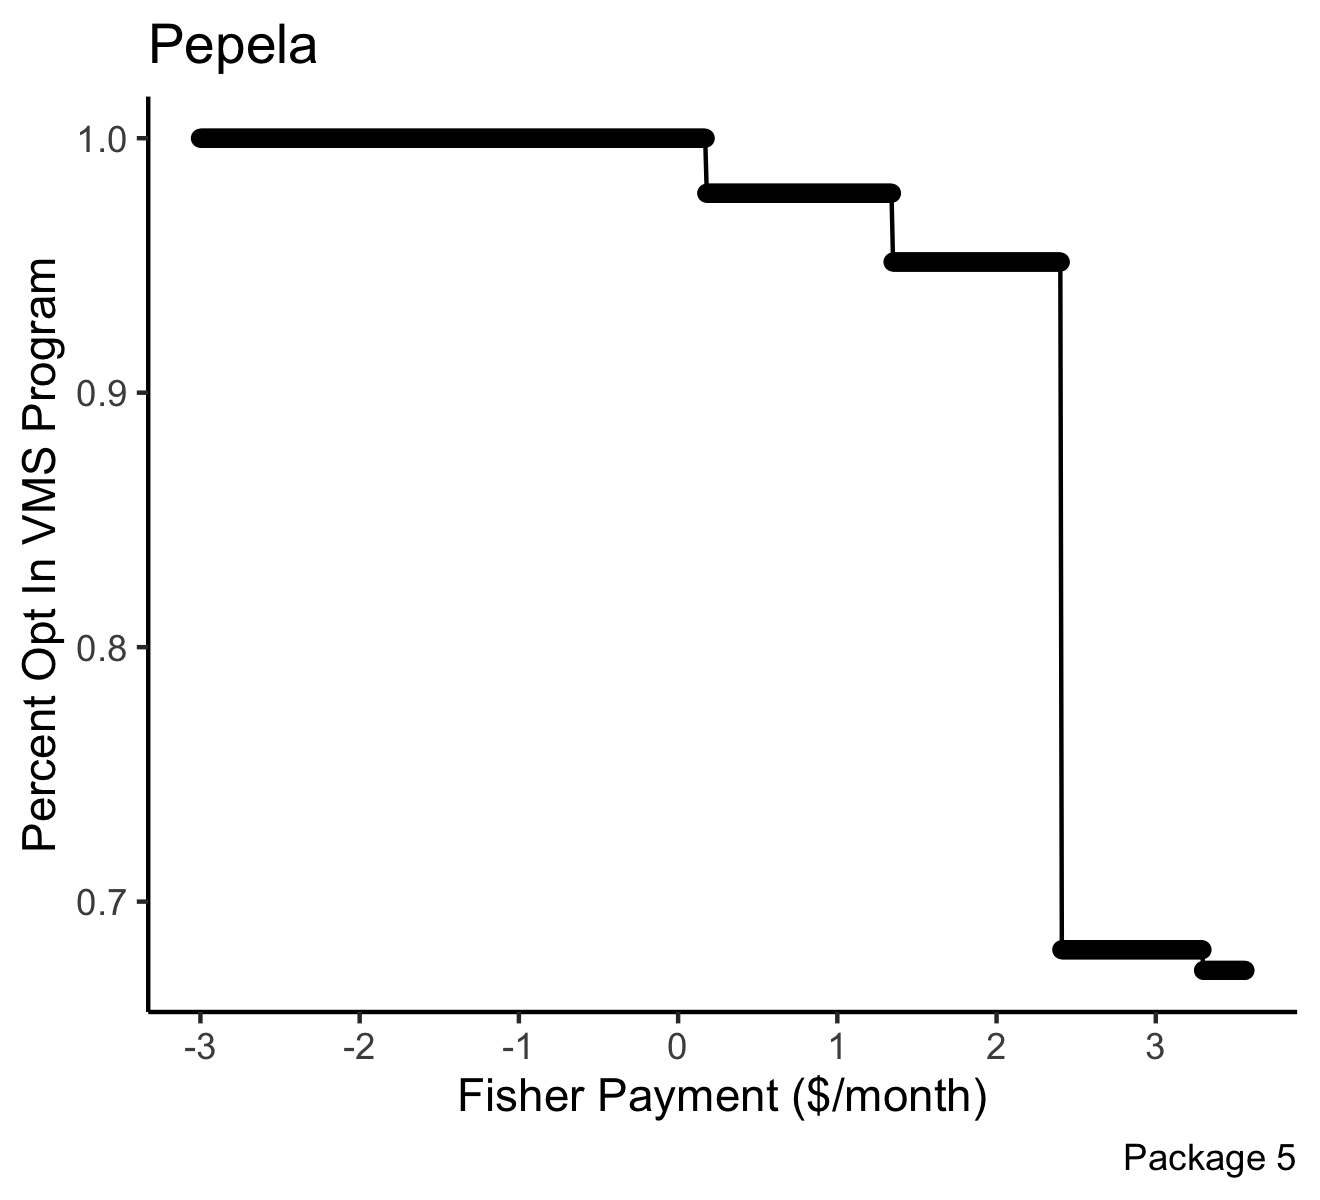 Pepela
Percent Opt In VMS Program
1.0
0.9
0.8
0.7
-3 -2 -1 0 1 2 3
Fisher Payment ($/month)
Package 5